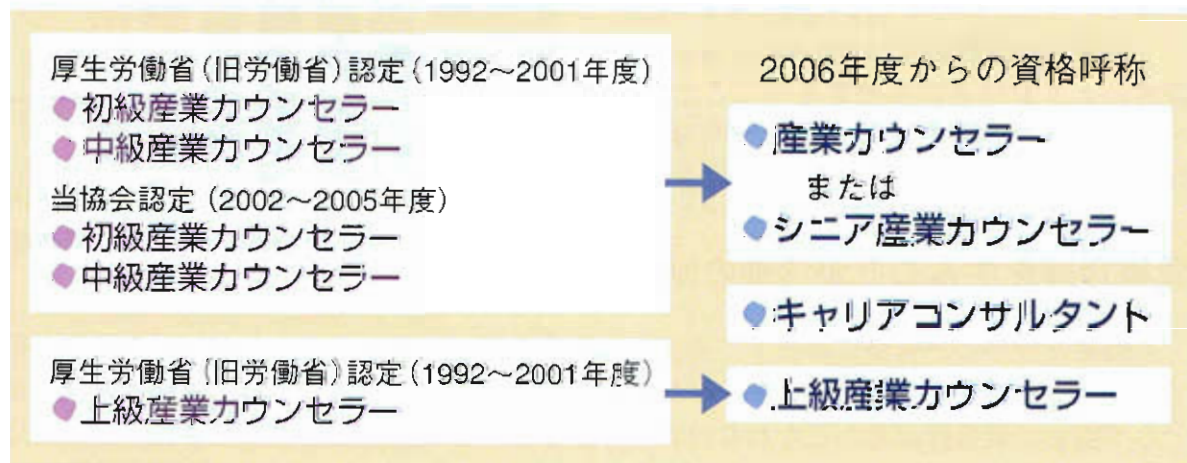 厚生労働省(旧労働省)認定(1992〜2001年度)
初級産業カウンセラー
中級産業カウンセラー
当協会認定(2002〜2005年度)
初級産業カウンセラー
中級産業カウンセラー
厚生労働省(旧労働省)認定(1992〜2001年度)
上級産業カウンセラー
2006年度からの資格呼称
産業カウンセラー
または
シニア産業カウンセラー
キャリアコンサルタント
上級産業カウンセラー